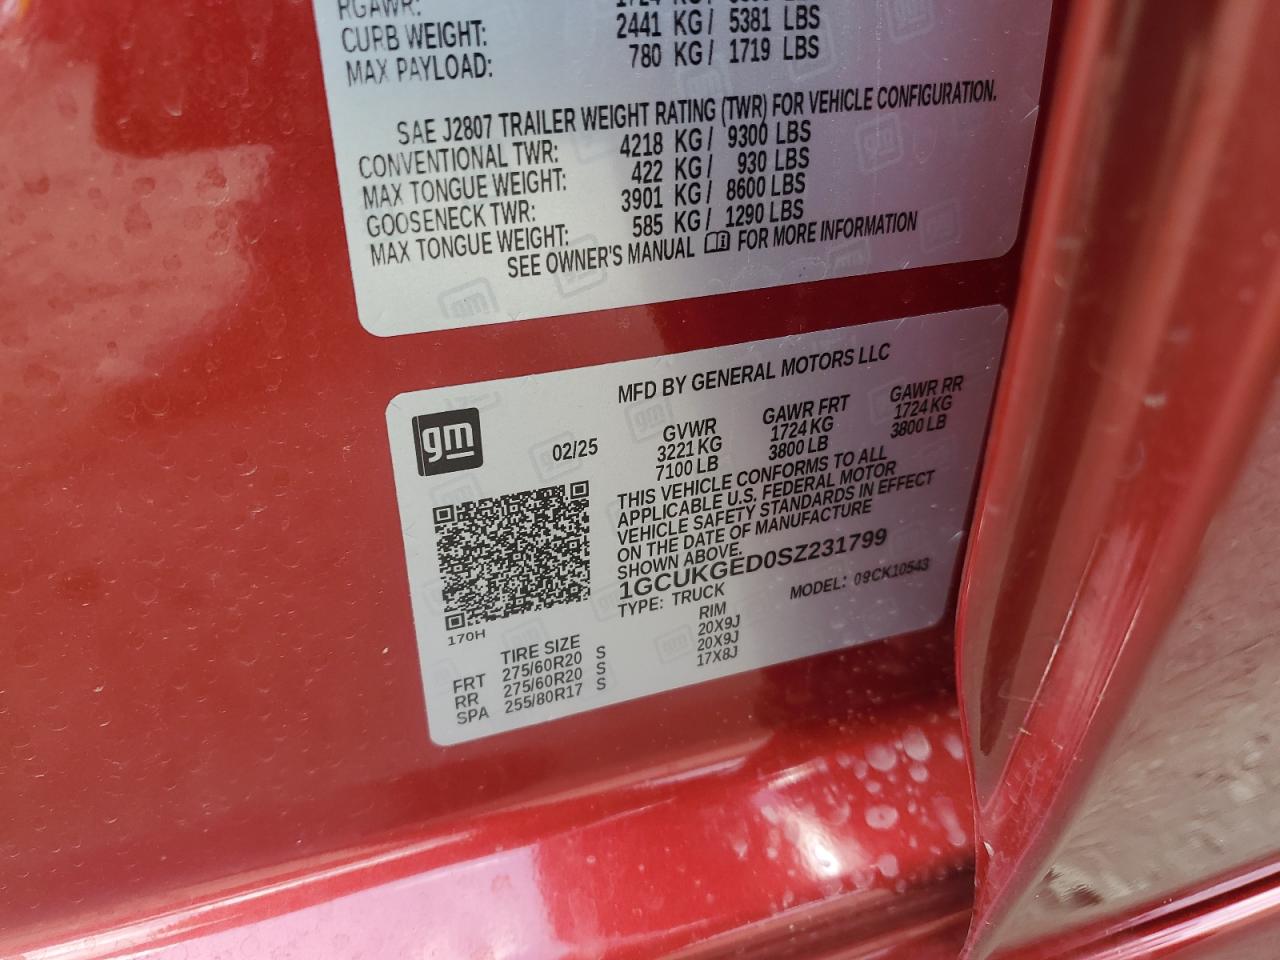 RGAWR: 1724 KG/ 3800 LBS
CURB WEIGHT: 2441 KG/ 5381 LBS
MAX PAYLOAD: 780 KG/ 1719 LBS
SAE J2807 TRAILER WEIGHT RATING (TWR) FOR VEHICLE CONFIGURATION.
CONVENTIONAL TWR: 4218 KG/ 9300 LBS
MAX TONGUE WEIGHT: 422 KG/ 930 LBS
GOOSENECK TWR: 3901 KG/ 8600 LBS
MAX TONGUE WEIGHT: 585 KG/ 1290 LBS
SEE OWNER'S MANUAL FOR MORE INFORMATION
MFD BY GENERAL MOTORS LLC
gm
02/25
GVWR GAWR FRT GAWR RR
3221 KG 1724 KG 1724 KG
7100 LB 3800 LB 3800 LB
THIS VEHICLE CONFORMS TO ALL
APPLICABLE U.S. FEDERAL MOTOR
VEHICLE SAFETY STANDARDS IN EFFECT
ON THE DATE OF MANUFACTURE
SHOWN ABOVE.
1GCUKGED0SZ231799
TYPE: TRUCK MODEL: 09CK10543
170H
TIRE SIZE RIM
FRT 275/60R20 S 20X9J
RR 275/60R20 S 20X9J
SPA 255/80R17 S 17X8J